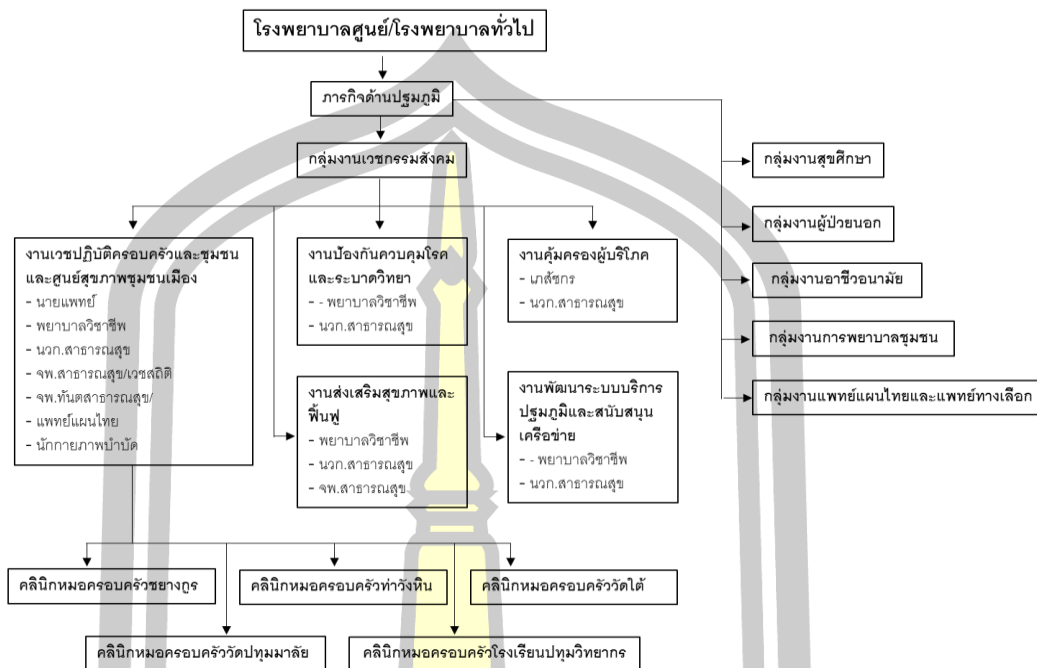 โรงพยาบาลศูนย์/โรงพยาบาลทั่วไป
ภารกิจด้านปฐมภูมิ
กลุ่มงานเวชกรรมสังคม
กลุ่มงานสุขศึกษา
กลุ่มงานผู้ป่วยนอก
กลุ่มงานอาชีวอนามัย
กลุ่มงานการพยาบาลชุมชน
กลุ่มงานแพทย์แผนไทยและแพทย์ทางเลือก
งานเวชปฏิบัติครอบครัวและชุมชน
และศูนย์สุขภาพชุมชนเมือง
- นายแพทย์
- พยาบาลวิชาชีพ
- นวก.สาธารณสุข
- จพ.สาธารณสุข/เวชสถิติ
- จพ.ทันตสาธารณสุข/
- แพทย์แผนไทย
- นักกายภาพบำบัด
งานป้องกันควบคุมโรค
และระบาดวิทยา
- - พยาบาลวิชาชีพ
- นวก.สาธารณสุข
งานคุ้มครองผู้บริโภค
- เภสัชกร
- นวก.สาธารณสุข
งานส่งเสริมสุขภาพและ
ฟื้นฟู
- พยาบาลวิชาชีพ
- นวก.สาธารณสุข
- จพ.สาธารณสุข
งานพัฒนาระบบบริการ
ปฐมภูมิและสนับสนุน
เครือข่าย
- - พยาบาลวิชาชีพ
- นวก.สาธารณสุข
คลินิกหมอครอบครัวชยางกูร
คลินิกหมอครอบครัวท่าวังหิน
คลินิกหมอครอบครัววัดใต้
คลินิกหมอครอบครัววัดปทุมมาลัย
คลินิกหมอครอบครัวโรงเรียนปทุมวิทยากร